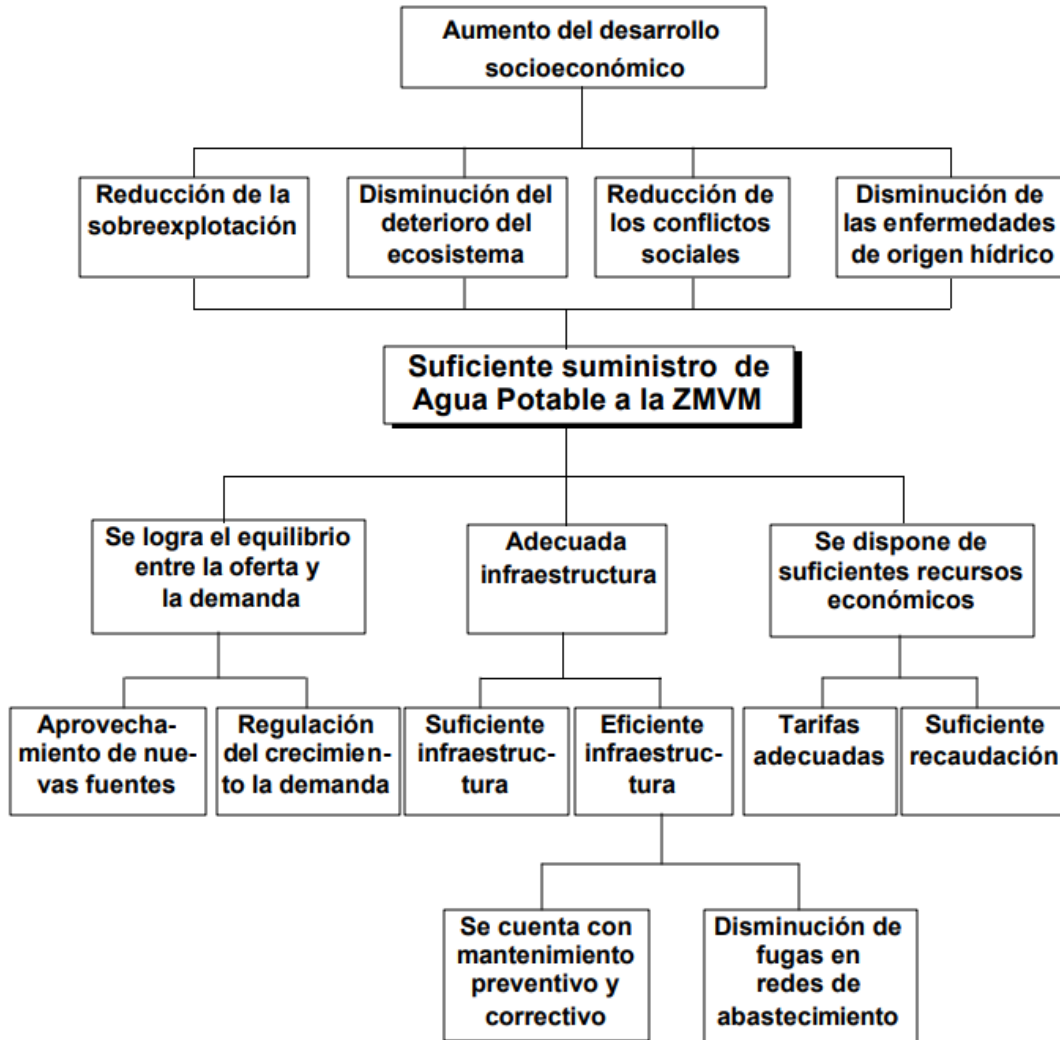 Aumento del desarrollo
socioeconómico
Reducción de la
sobreexplotación
Disminución del
deterioro del
ecosistema
Reducción de
los conflictos
sociales
Disminución de
las enfermedades
de origen hídrico
Suficiente suministro de
Agua Potable a la ZMVM
Se logra el equilibrio
entre la oferta y
la demanda
Adecuada
infraestructura
Se dispone de
suficientes recursos
económicos
Aprovecha-
miento de nue-
vas fuentes
Regulación
del crecimien-
to la demanda
Suficiente
infraestruc-
tura
Eficiente
infraestruc-
tura
Tarifas
adecuadas
Suficiente
recaudación
Se cuenta con
mantenimiento
preventivo y
correctivo
Disminución de
fugas en
redes de
abastecimiento